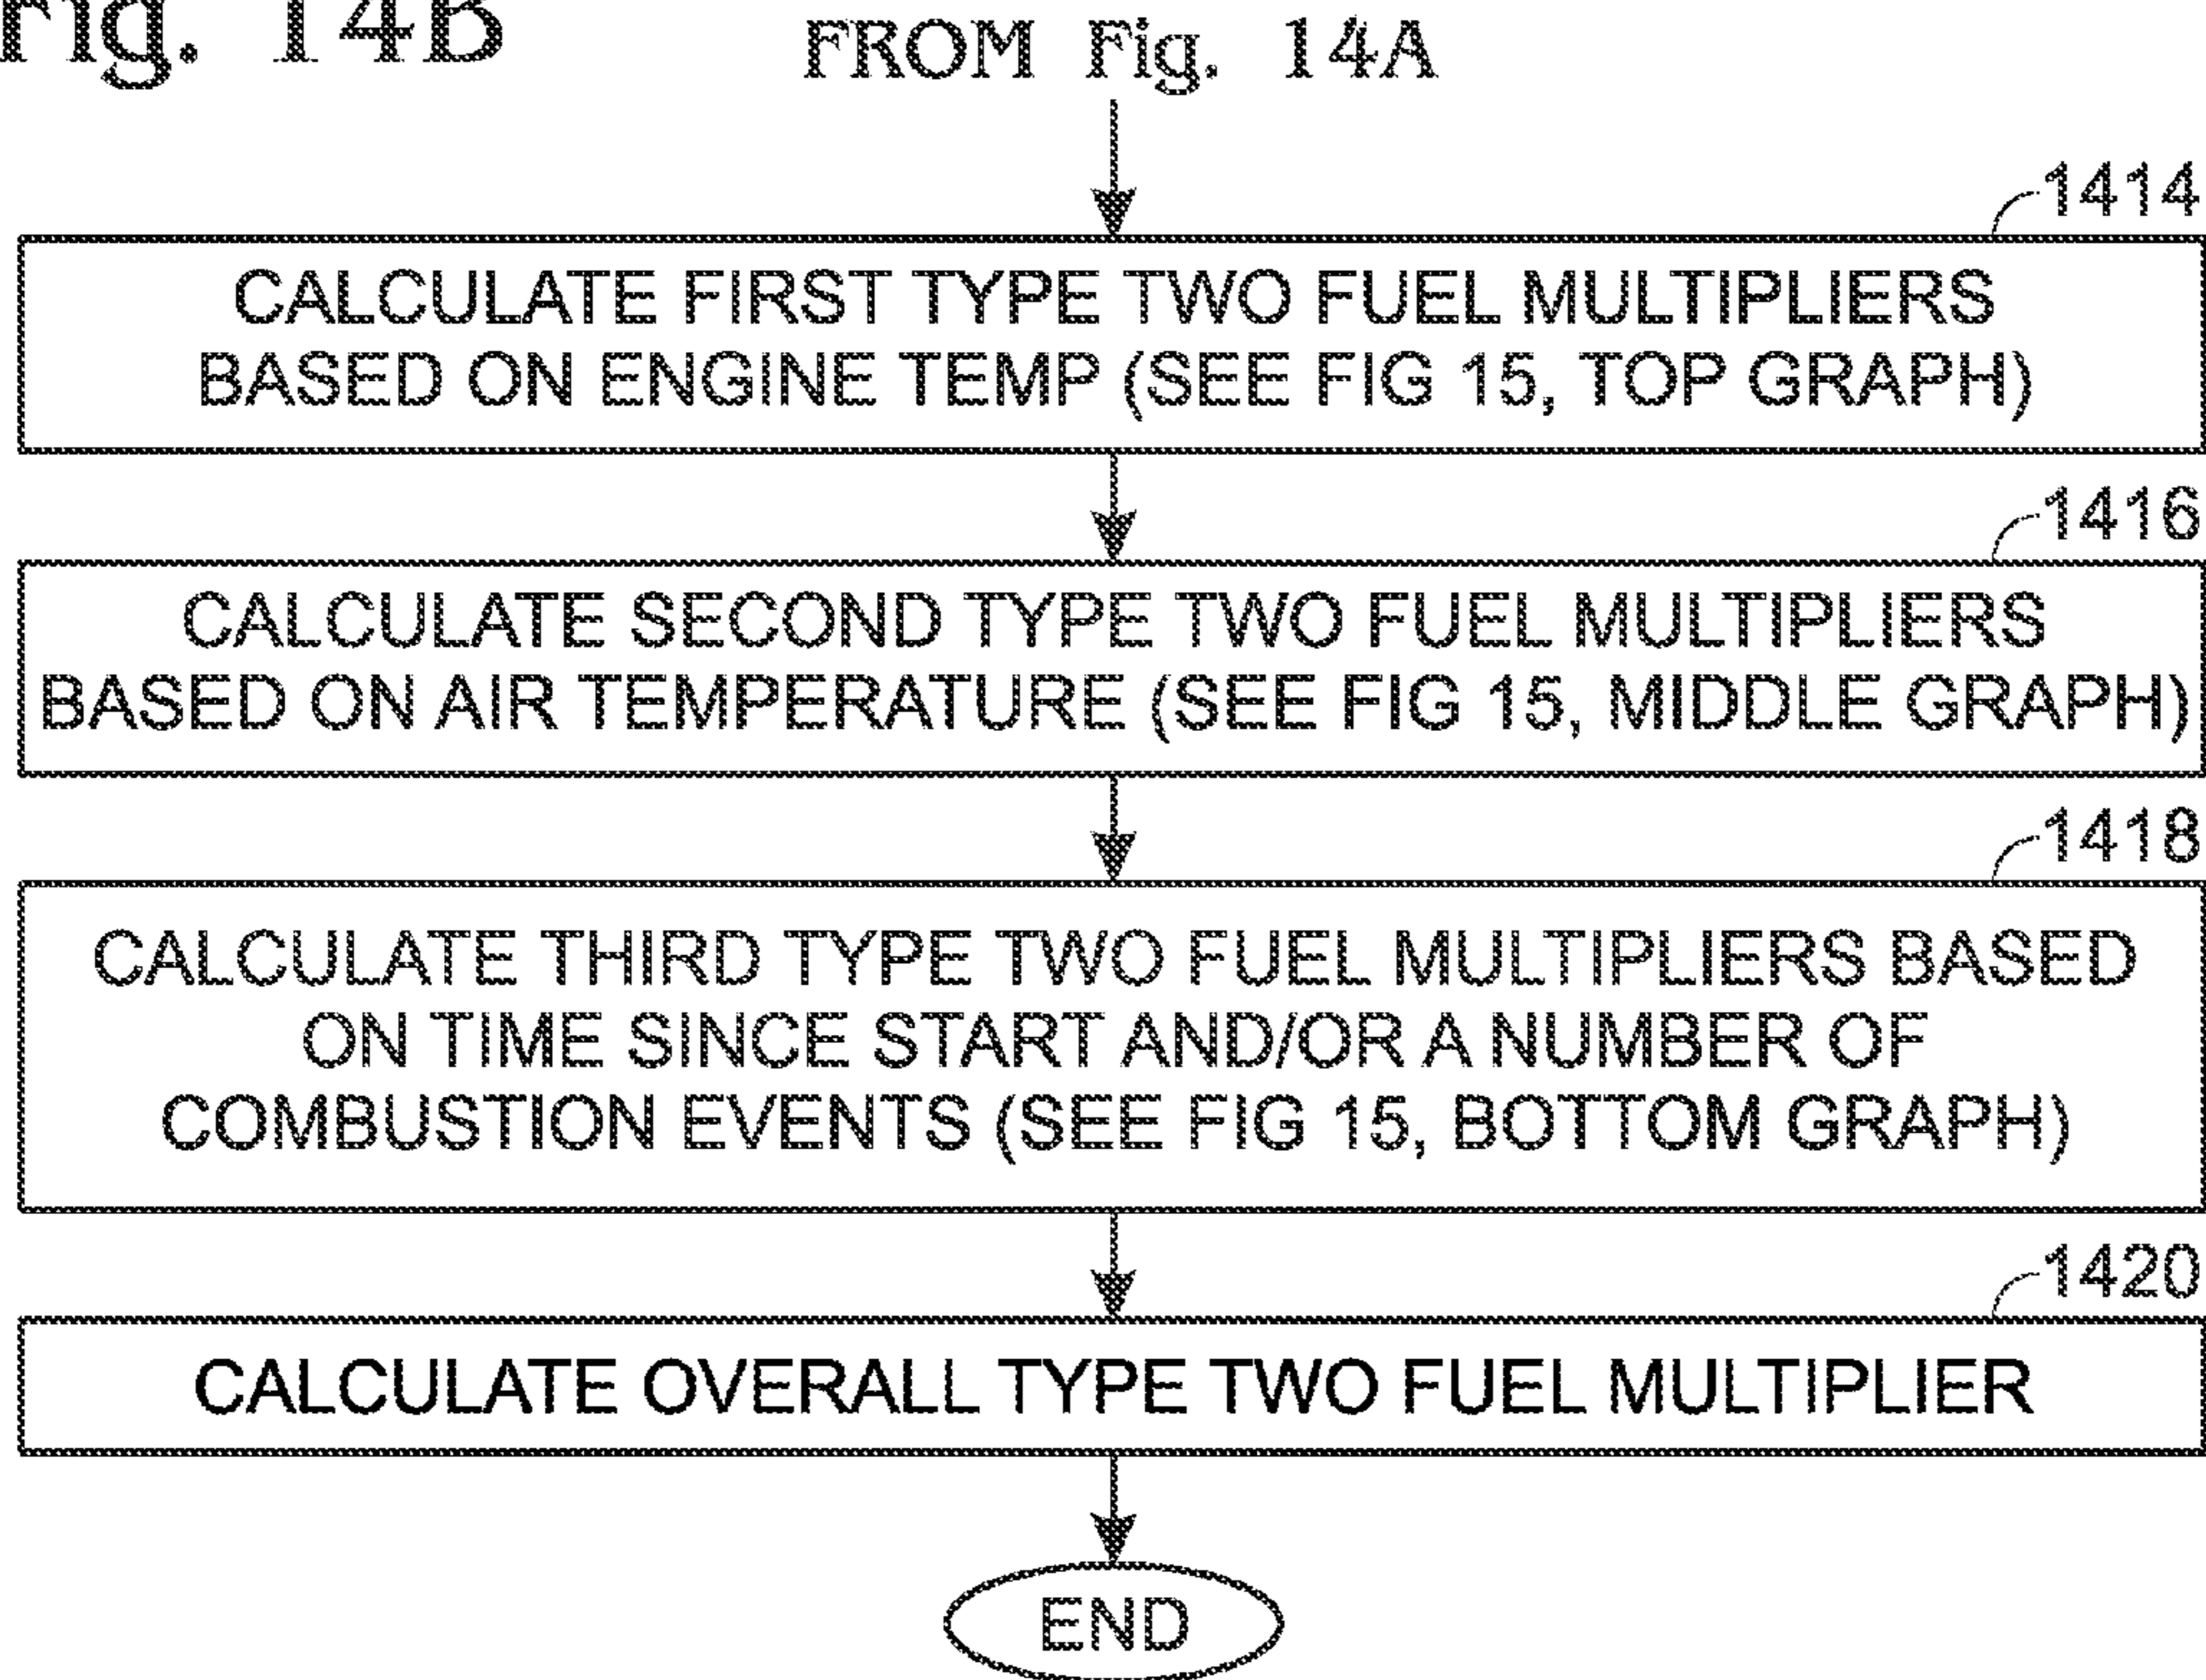 Fig. 14B
FROM Fig. 14A
1414
CALCULATE FIRST TYPE TWO FUEL MULTIPLIERS
BASED ON ENGINE TEMP (SEE FIG 15, TOP GRAPH)
1416
CALCULATE SECOND TYPE TWO FUEL MULTIPLIERS
BASED ON AIR TEMPERATURE (SEE FIG 15, MIDDLE GRAPH)
1418
CALCULATE THIRD TYPE TWO FUEL MULTIPLIERS BASED
ON TIME SINCE START AND/OR A NUMBER OF
COMBUSTION EVENTS (SEE FIG 15, BOTTOM GRAPH)
1420
CALCULATE OVERALL TYPE TWO FUEL MULTIPLIER
END